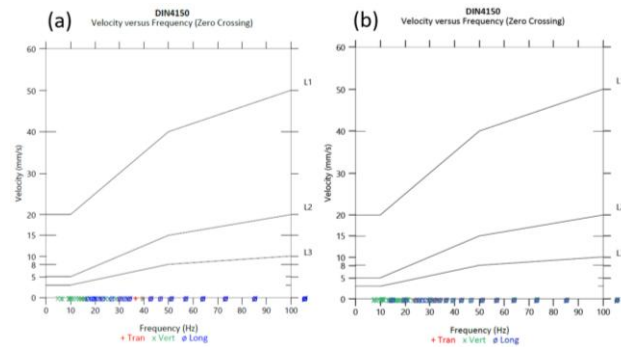 (a)
DIN4150
Velocity versus Frequency (Zero Crossing)
60
50
40
30
20
15
10
8
5
0
Velocity (mm/s)
L1
L2
L3
0 10 20 30 40 50 60 70 80 90 100
Frequency (Hz)
+ Tran x Vert ø Long
(b)
DIN4150
Velocity versus Frequency (Zero Crossing)
60
50
40
30
20
15
10
8
5
0
Velocity (mm/s)
L
L
L
0 10 20 30 40 50 60 70 80 90 100
Frequency (Hz)
+ Tran x Vert ø Long